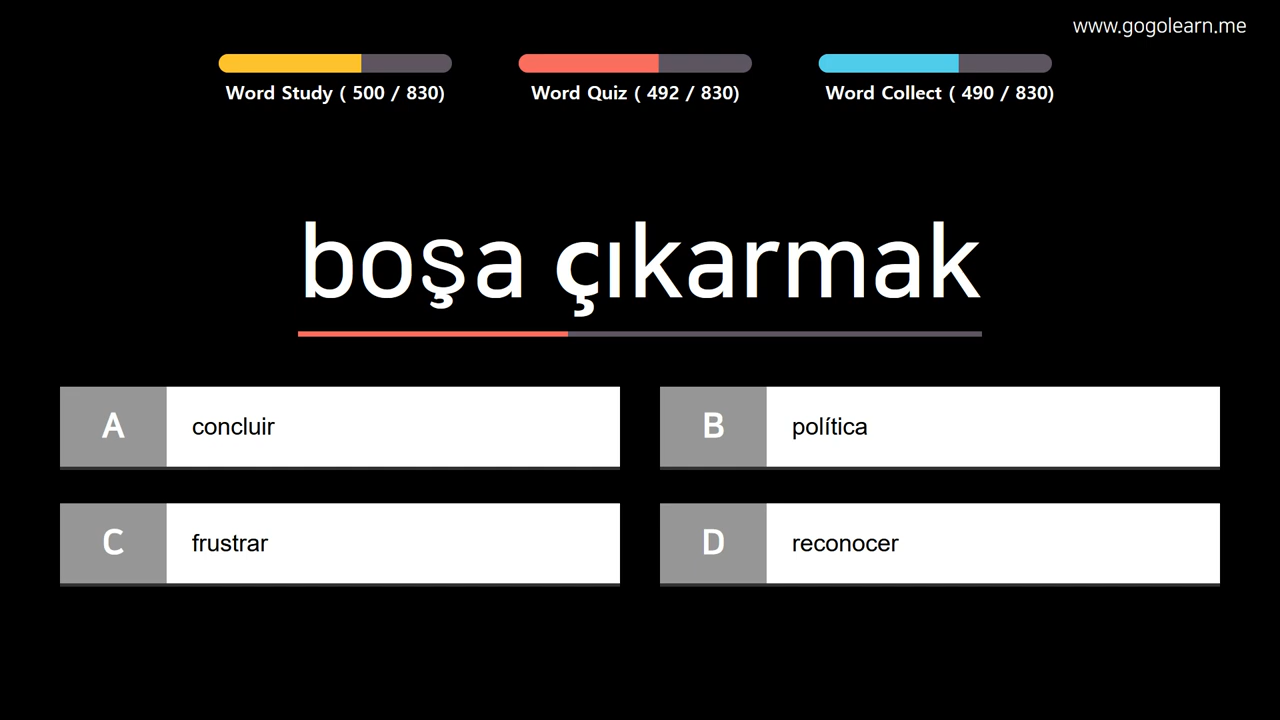 www.gogolearn.me
Word Study ( 500 / 830)
Word Quiz ( 492 / 830)
Word Collect ( 490 / 830)
boşa çıkarmak
A concluir
B política
C frustrar
D reconocer